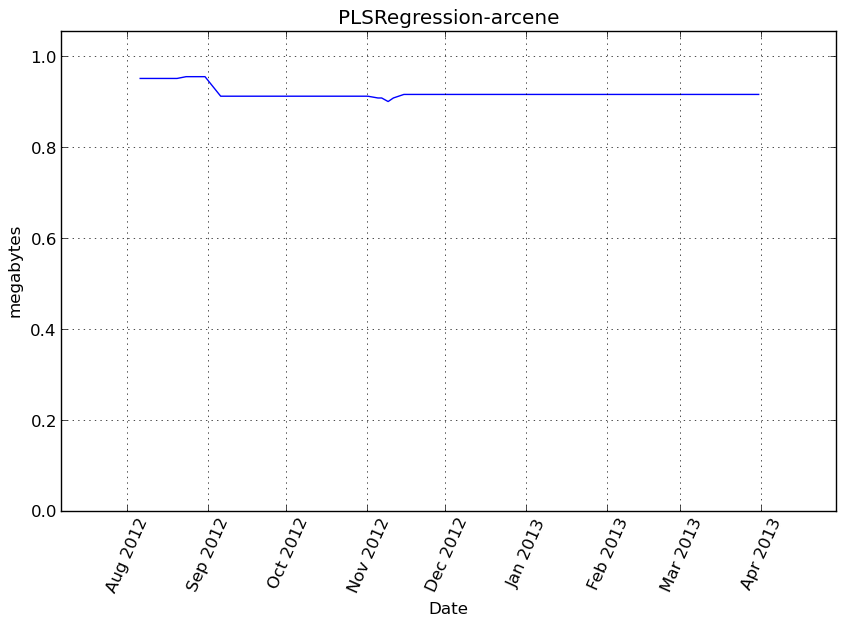 PLSRegression-arcene
1.0
0.8
0.6
0.4
0.2
0.0
megabytes
Aug 2012
Sep 2012
Oct 2012
Nov 2012
Dec 2012
Jan 2013
Feb 2013
Mar 2013
Apr 2013
Date